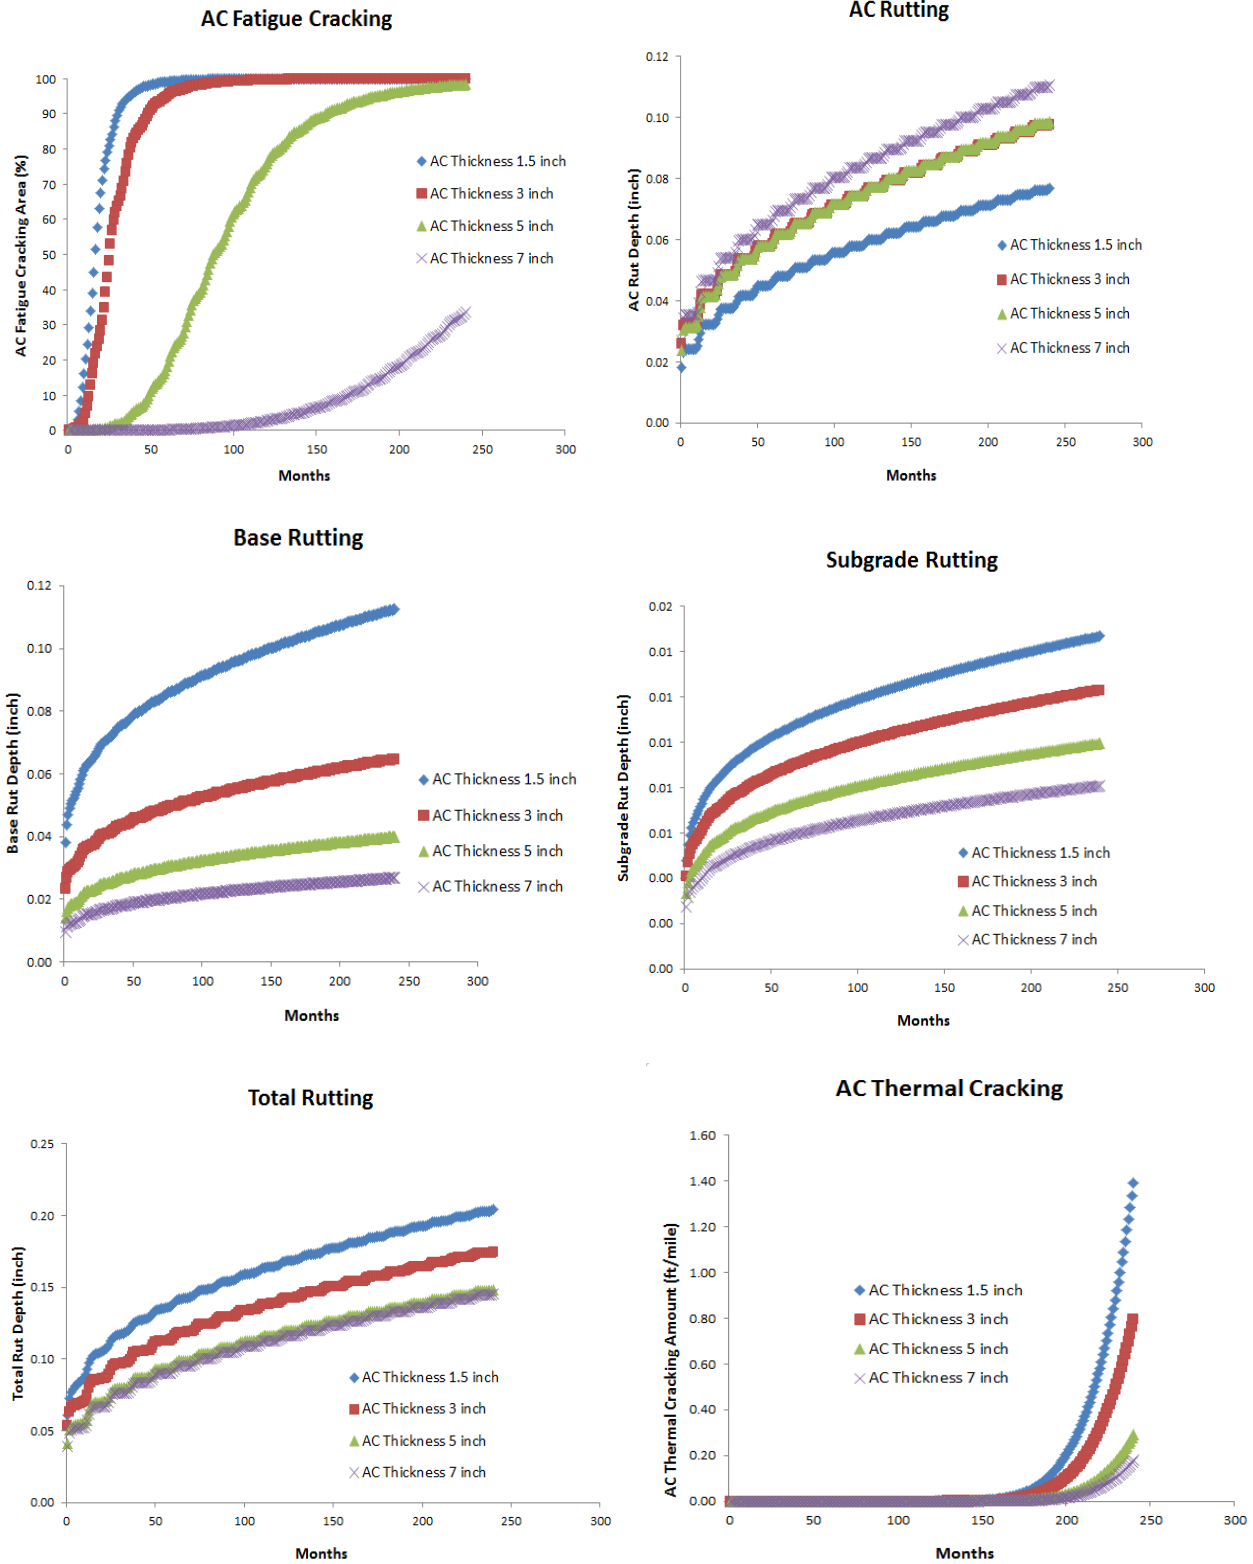 AC Fatigue Cracking
AC Fatigue Cracking Area (%)
100
90
80
70
60
50
40
30
20
10
0
0 50 100 150 200 250 300
Months
AC Thickness 1.5 inch
AC Thickness 3 inch
AC Thickness 5 inch
AC Thickness 7 inch
AC Rutting
AC Rut Depth (inch)
0.12
0.10
0.08
0.06
0.04
0.02
0.00
0 50 100 150 200 250 300
Months
AC Thickness 1.5 inch
AC Thickness 3 inch
AC Thickness 5 inch
AC Thickness 7 inch
Base Rutting
Base Rut Depth (inch)
0.12
0.10
0.08
0.06
0.04
0.02
0.00
0 50 100 150 200 250 300
Months
AC Thickness 1.5 inch
AC Thickness 3 inch
AC Thickness 5 inch
AC Thickness 7 inch
Subgrade Rutting
Subgrade Rut Depth (inch)
0.02
0.01
0.01
0.01
0.01
0.01
0.00
0.00
0.00
0 50 100 150 200 250 300
Months
AC Thickness 1.5 inch
AC Thickness 3 inch
AC Thickness 5 inch
AC Thickness 7 inch
Total Rutting
Total Rut Depth (inch)
0.25
0.20
0.15
0.10
0.05
0.00
0 50 100 150 200 250 300
Months
AC Thickness 1.5 inch
AC Thickness 3 inch
AC Thickness 5 inch
AC Thickness 7 inch
AC Thermal Cracking
AC Thermal Cracking Amount (ft/mile)
1.60
1.40
1.20
1.00
0.80
0.60
0.40
0.20
0.00
0 50 100 150 200 250 300
Months
AC Thickness 1.5 inch
AC Thickness 3 inch
AC Thickness 5 inch
AC Thickness 7 inch